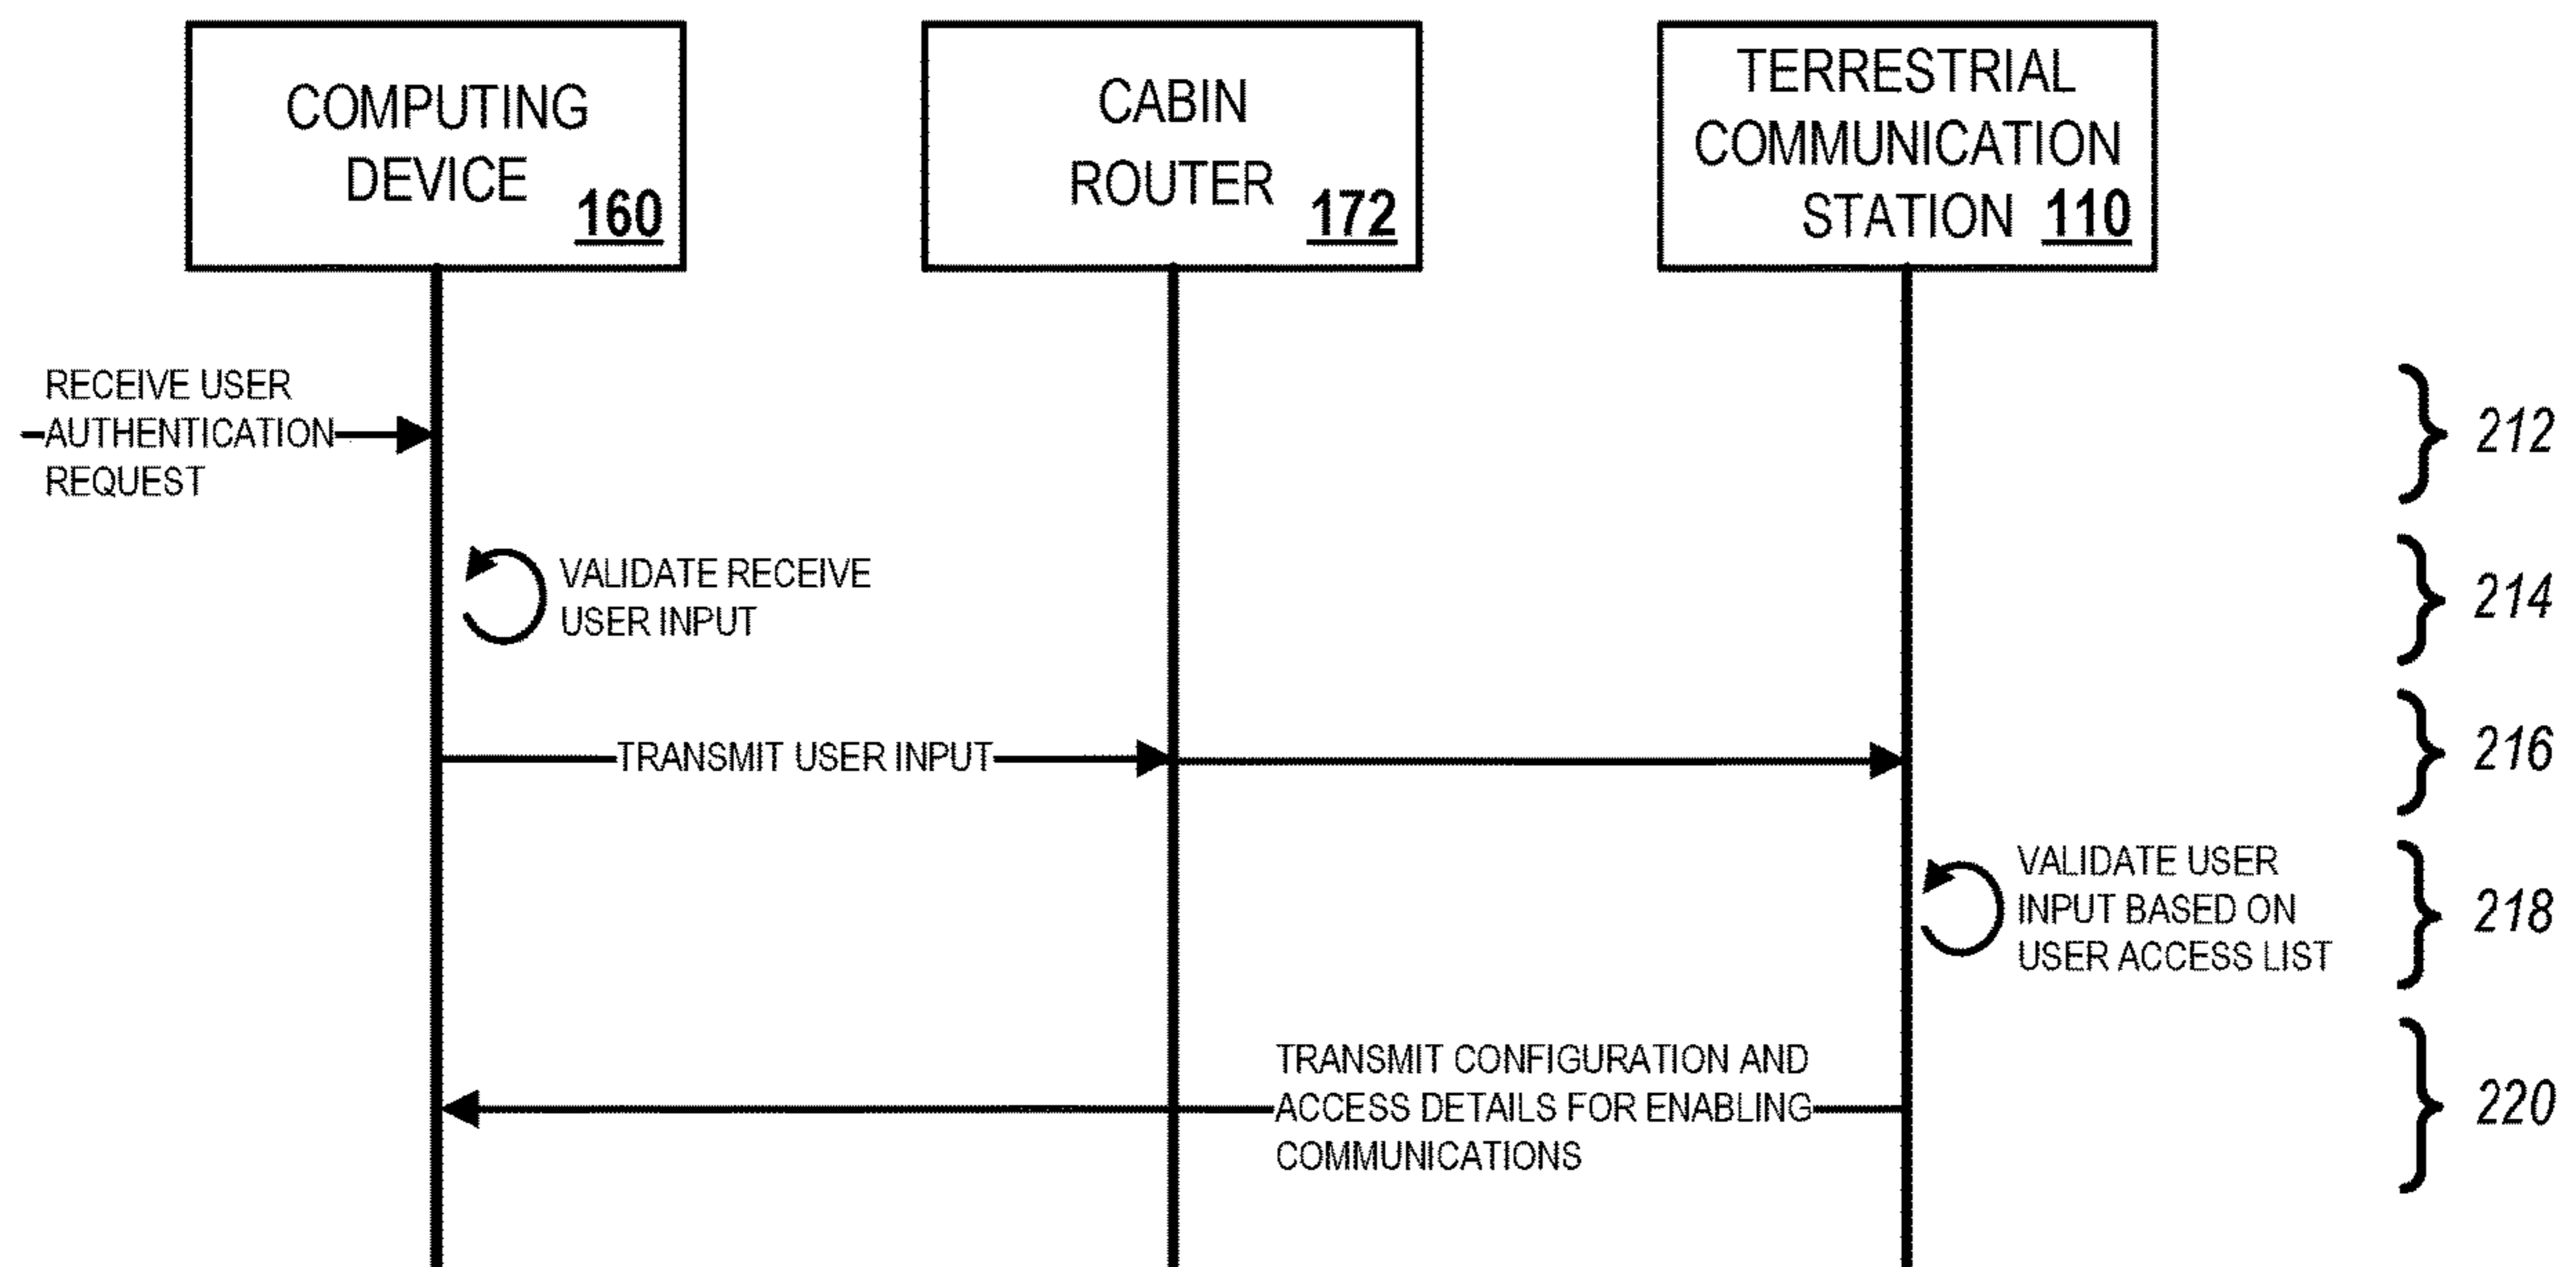 COMPUTING
DEVICE 160
CABIN
ROUTER 172
TERRESTRIAL
COMMUNICATION
STATION 110
RECEIVE USER
AUTHENTICATION
REQUEST
212
VALIDATE RECEIVE
USER INPUT
214
TRANSMIT USER INPUT
216
VALIDATE USER
INPUT BASED ON
USER ACCESS LIST
218
TRANSMIT CONFIGURATION AND
ACCESS DETAILS FOR ENABLING
COMMUNICATIONS
220